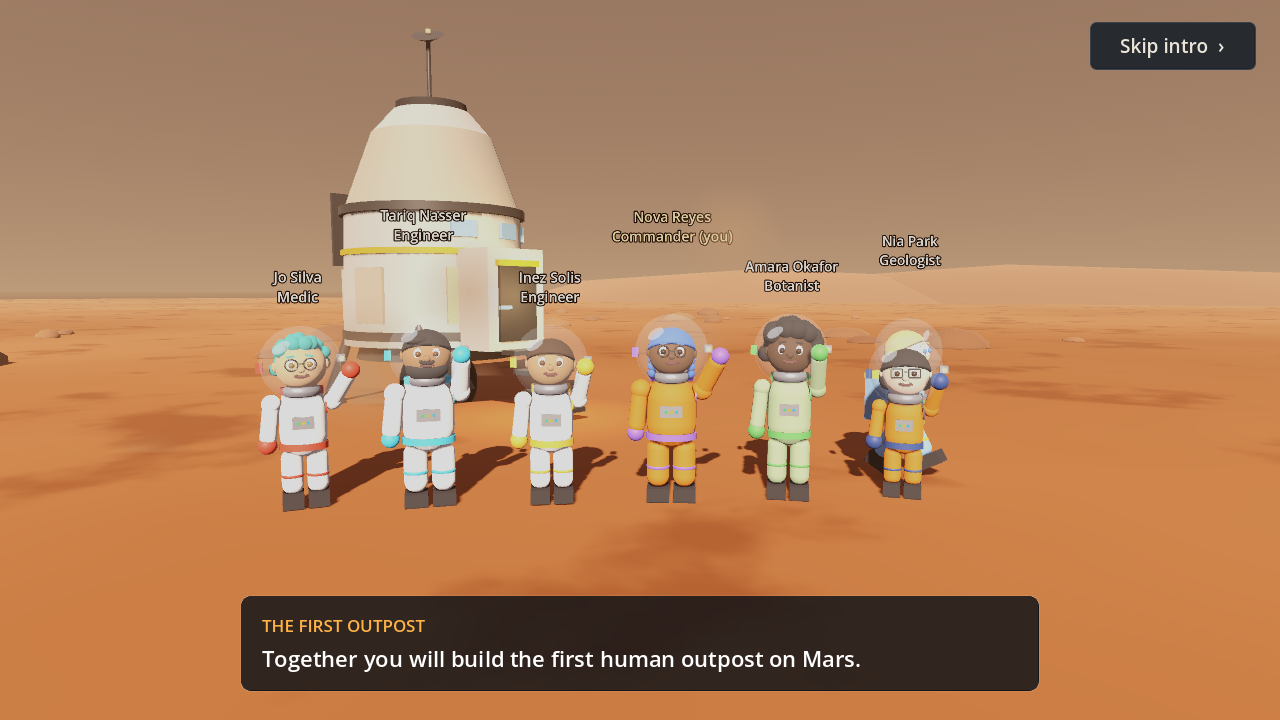 Skip intro ›
Tariq Nasser
Engineer
Nova Reyes
Commander (you)
Nia Park
Geologist
Jo Silva
Medic
Inez Solis
Engineer
Amara Okafor
Botanist
THE FIRST OUTPOST
Together you will build the first human outpost on Mars.